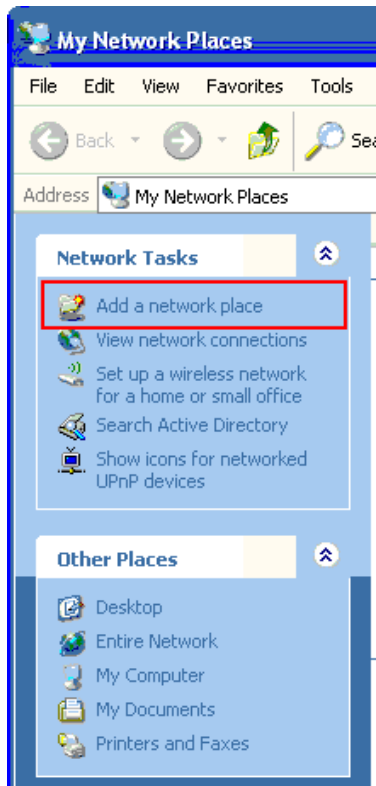 My Network Places
File Edit View Favorites Tools
Back
Address My Network Places
Network Tasks
Add a network place
View network connections
Set up a wireless network
for a home or small office
Search Active Directory
Show icons for networked
UPnP devices
Other Places
Desktop
Entire Network
My Computer
My Documents
Printers and Faxes